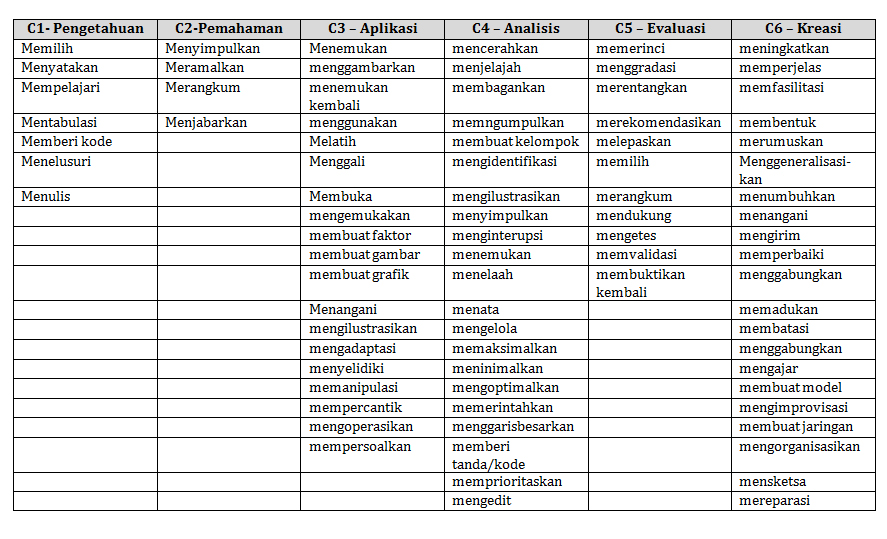 C1- Pengetahuan C2-Pemahaman C3 – Aplikasi C4 – Analisis C5 – Evaluasi C6 – Kreasi
Memilih Menyimpulkan Menemukan mencerahkan memerinci meningkatkan
Menyatakan Meramalkan menggambarkan menjelajah menggradasi memperjelas
Mempelajari Merangkum menemukan membagankan merentangkan memfasilitasi
kembali
Mentabulasi Menjabarkan menggunakan memngumpulkan merekomendasikan membentuk
Memberi kode Melatih membuat kelompok melepaskan merumuskan
Menelusuri Menggali mengidentifikasi memilih Menggeneralisasi-
kan
Menulis Membuka mengilustrasikan merangkum menumbuhkan
mengemukakan menyimpulkan mendukung menangani
membuat faktor menginterupsi mengetes mengirim
membuat gambar menemukan memvalidasi memperbaiki
membuat grafik menelaah membuktikan menggabungkan
kembali
Menangani menata memadukan
mengilustrasikan mengelola membatasi
mengadaptasi memaksimalkan menggabungkan
menyelidiki meninimalkan mengajar
memanipulasi mengoptimalkan membuat model
mempercantik memerintahkan mengimprovisasi
mengoperasikan menggarisbesarkan membuat jaringan
mempersoalkan memberi mengorganisasikan
tanda/kode
memprioritaskan mensketsa
mengedit mereparasi